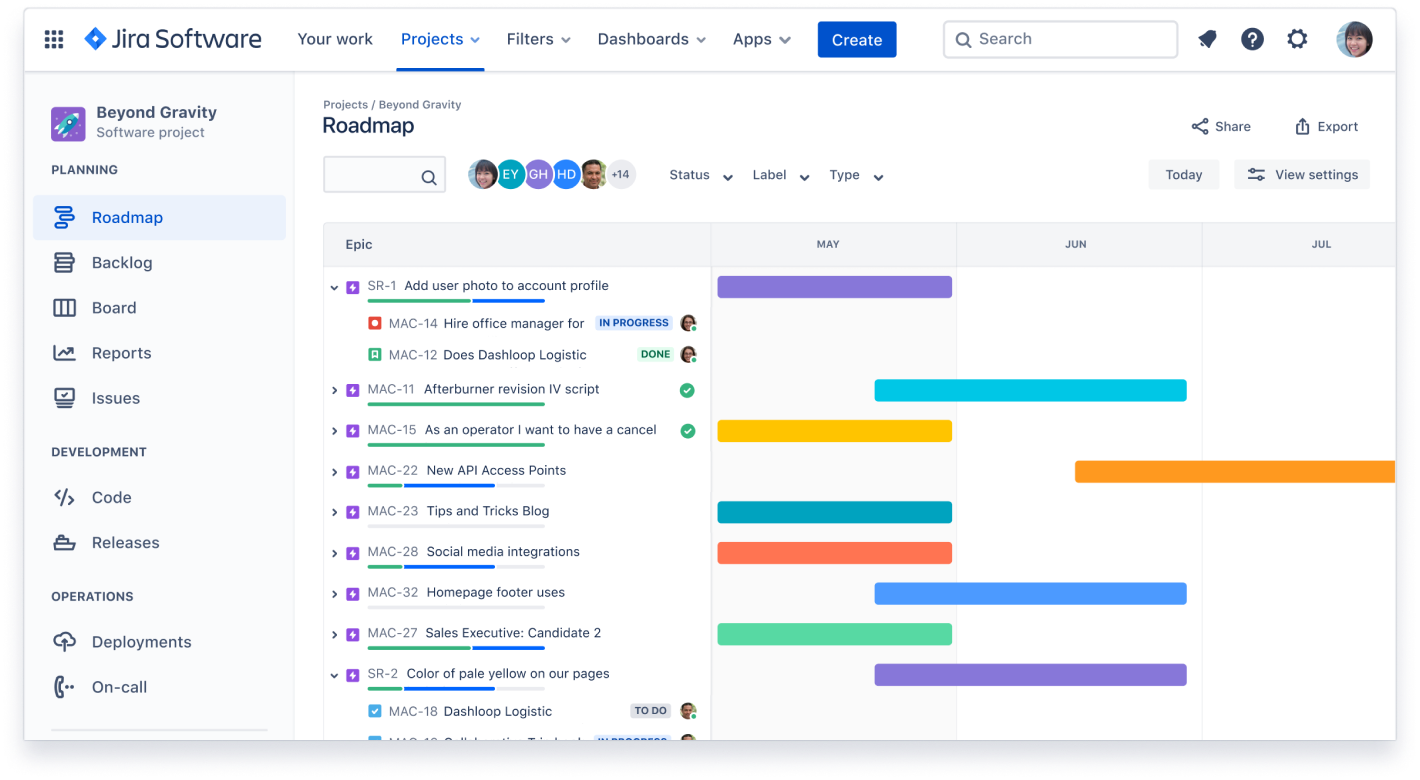 Jira Software Your work Projects Filters Dashboards Apps Create Search
Beyond Gravity
Software project
PLANNING
Roadmap
Backlog
Board
Reports
Issues
DEVELOPMENT
Code
Releases
OPERATIONS
Deployments
On-call
Projects / Beyond Gravity
Roadmap
Share Export
EY GH HD +14 Status Label Type Today View settings
Epic MAY JUN JUL
SR-1 Add user photo to account profile
MAC-14 Hire office manager for IN PROGRESS
MAC-12 Does Dashloop Logistic DONE
MAC-11 Afterburner revision IV script
MAC-15 As an operator I want to have a cancel
MAC-22 New API Access Points
MAC-23 Tips and Tricks Blog
MAC-28 Social media integrations
MAC-32 Homepage footer uses
MAC-27 Sales Executive: Candidate 2
SR-2 Color of pale yellow on our pages
MAC-18 Dashloop Logistic TO DO
IN PROGRESS